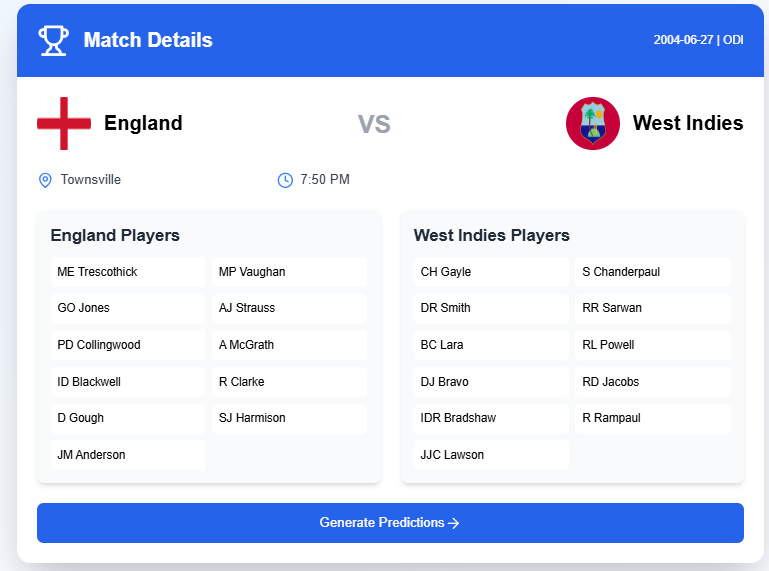 Match Details
2004-06-27 | ODI
England
VS
West Indies
Townsville
7:50 PM
England Players
ME Trescothick
MP Vaughan
GO Jones
AJ Strauss
PD Collingwood
A McGrath
ID Blackwell
R Clarke
D Gough
SJ Harmison
JM Anderson
West Indies Players
CH Gayle
S Chanderpaul
DR Smith
RR Sarwan
BC Lara
RL Powell
DJ Bravo
RD Jacobs
IDR Bradshaw
R Rampaul
JJC Lawson
Generate Predictions→